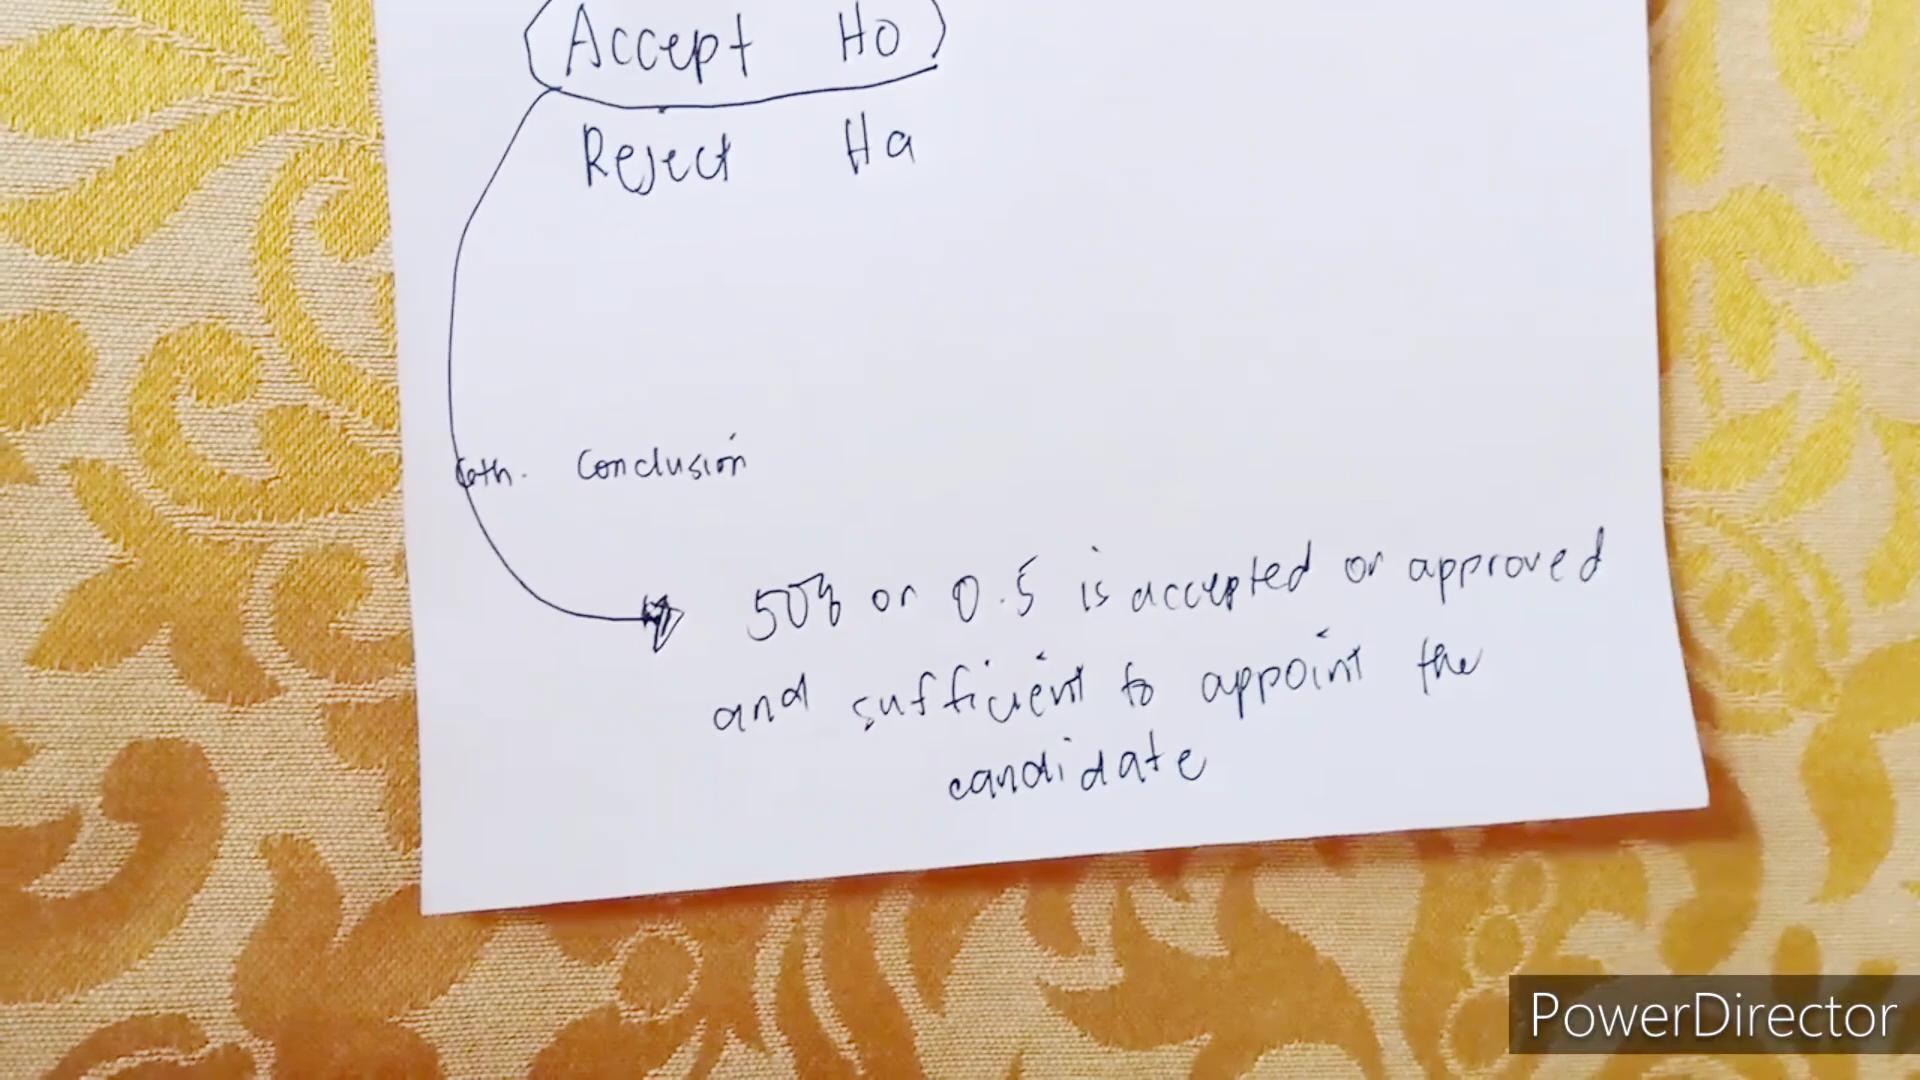 Accept Ho
Reject Ha
6th. Conclusion
50% or 0.5 is accepted or approved
and sufficient to appoint the
candidate
PowerDirector